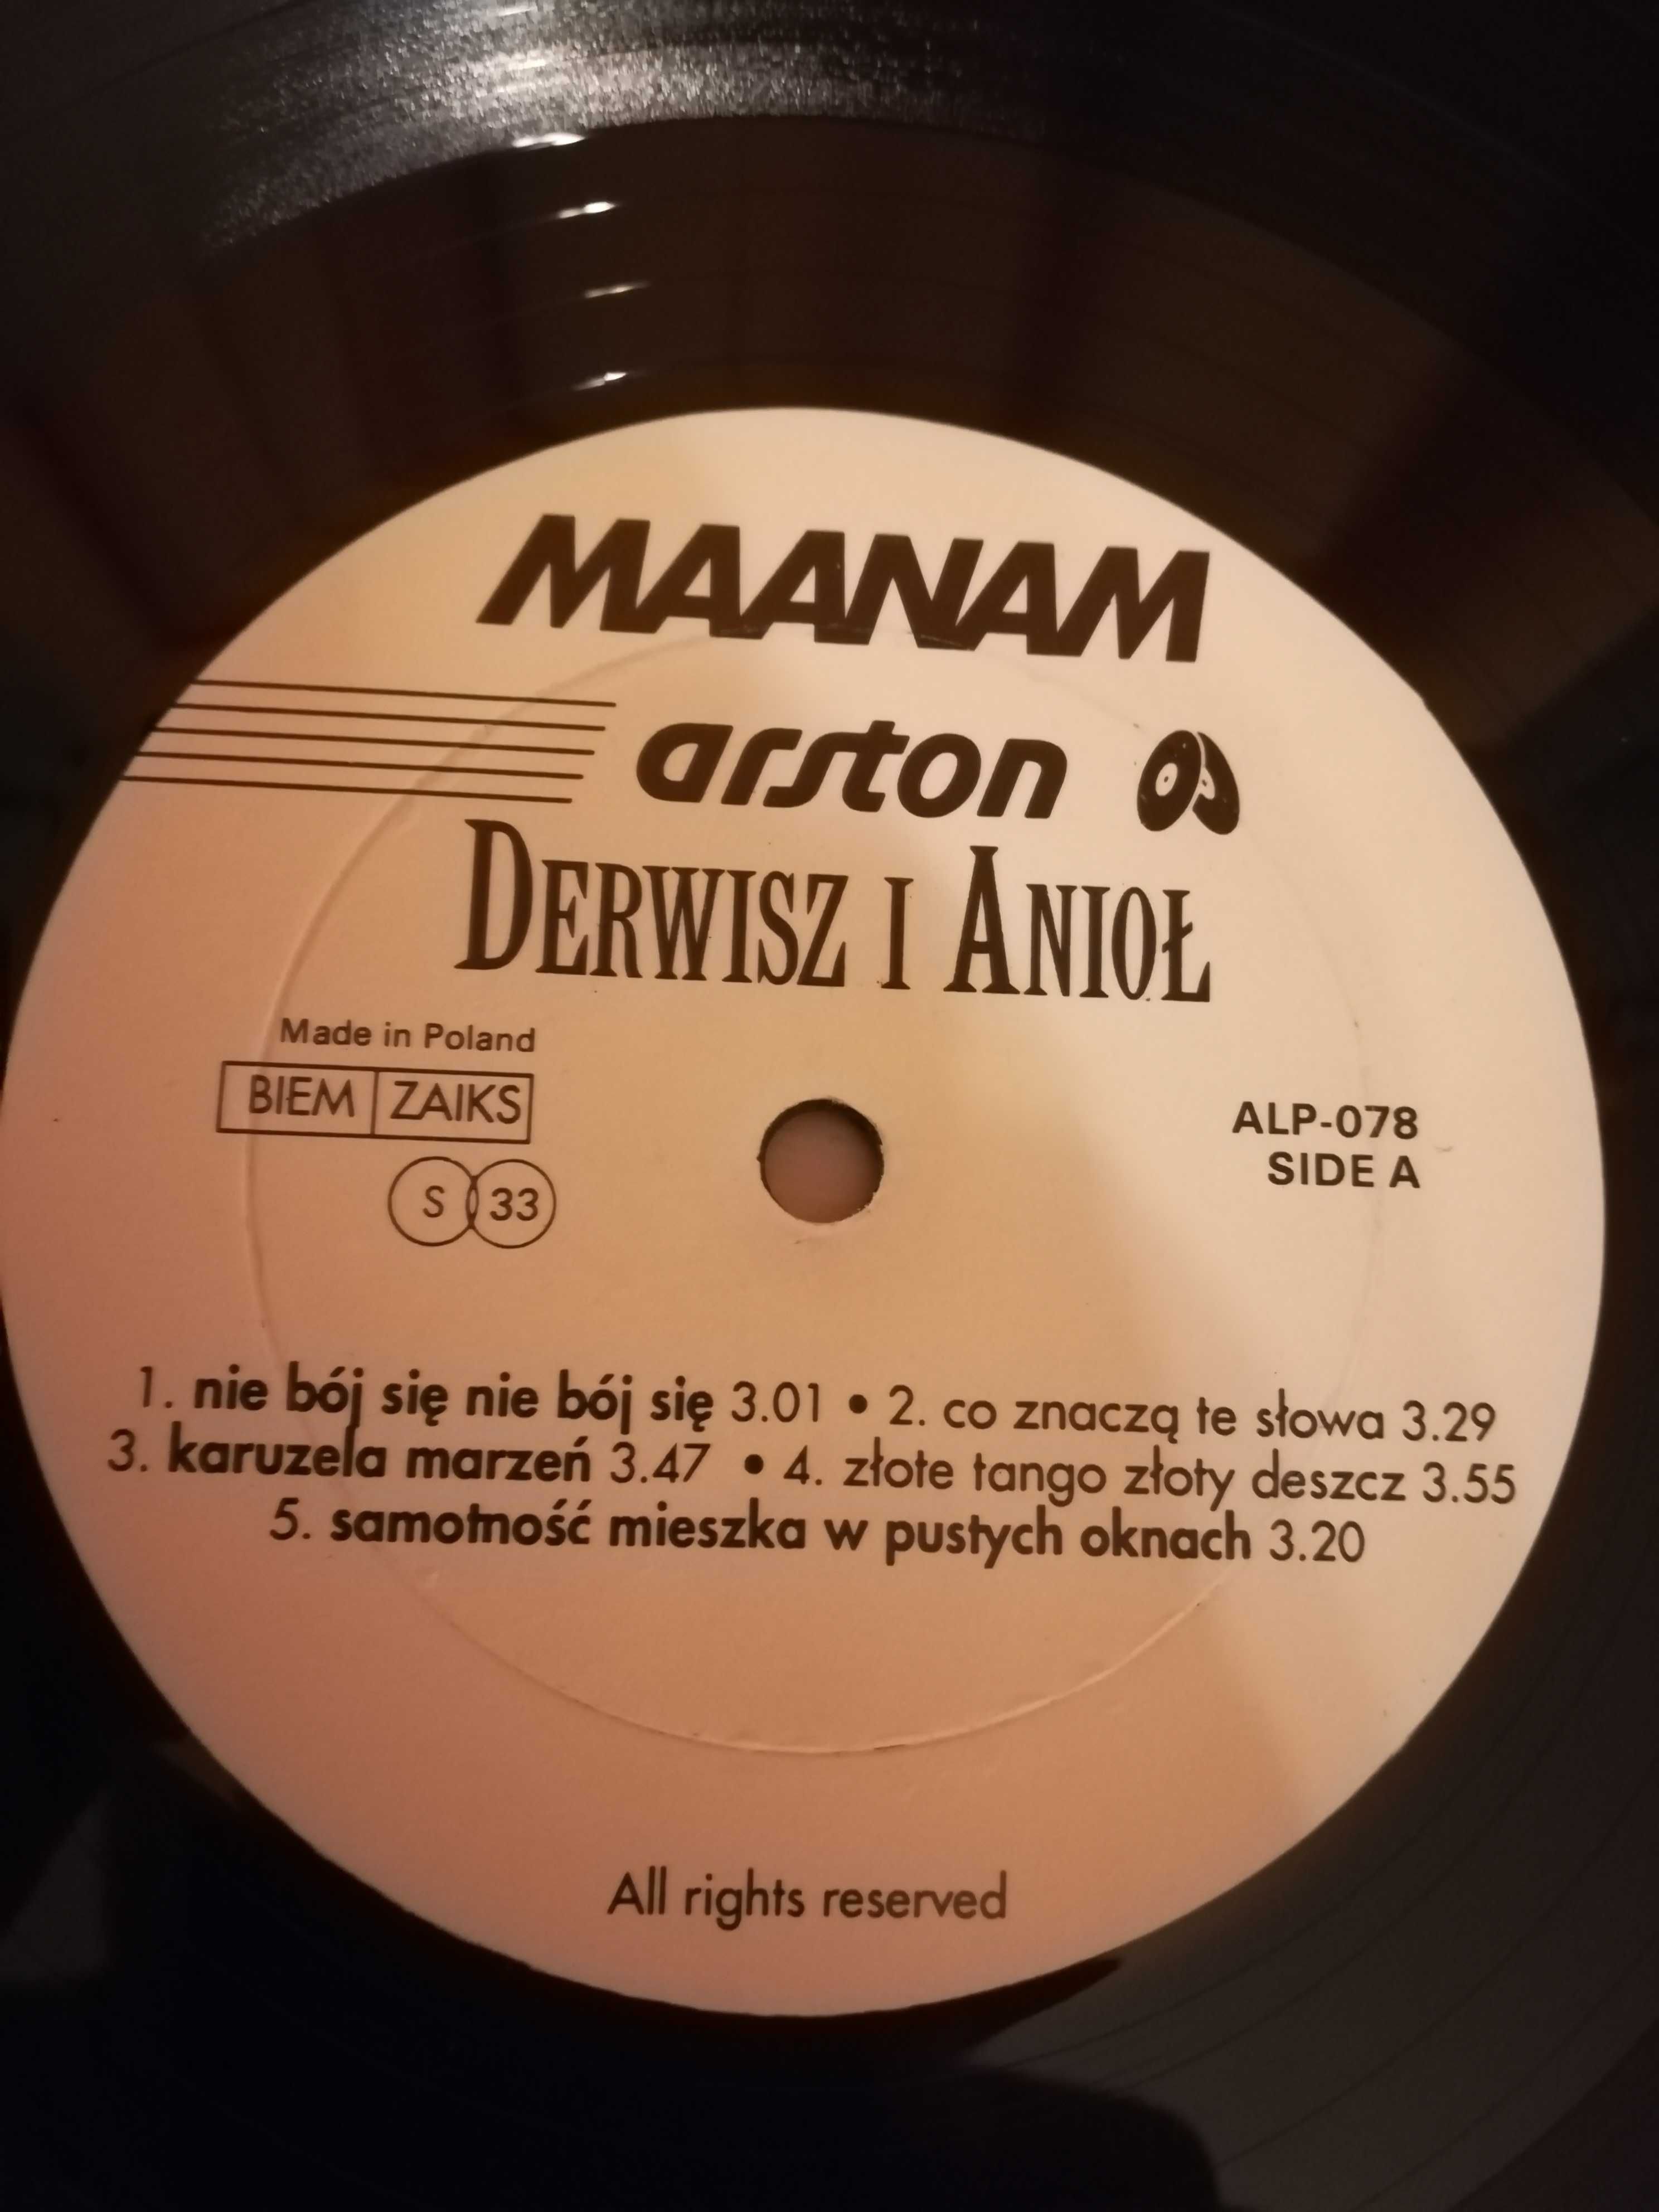 MAANAM
arston
DERWISZ I ANIOŁ
Made in Poland
BIEM ZAIKS
S 33
ALP-078
SIDE A
1. nie bój się nie bój się 3.01 • 2. co znaczą te słowa 3.29
3. karuzela marzeń 3.47 • 4. złote tango złoty deszcz 3.55
5. samotność mieszka w pustych oknach 3.20
All rights reserved